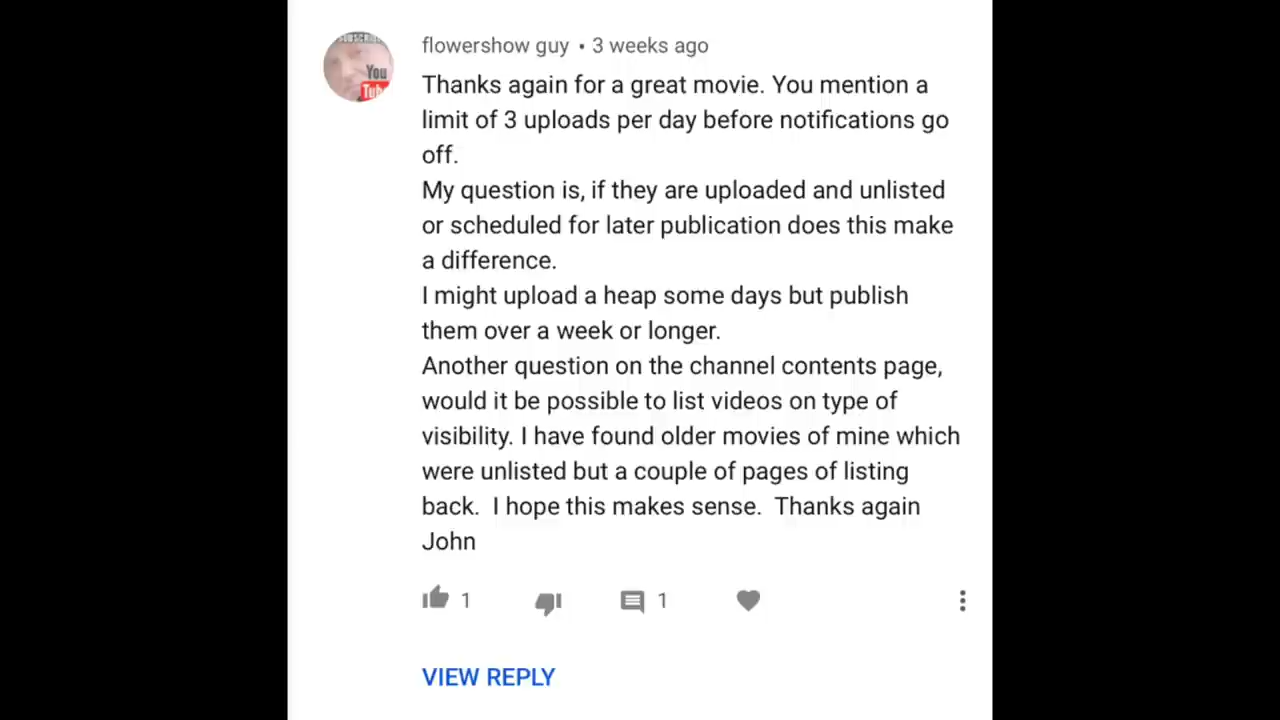 SUBSCRIBE
You
Tube
flowershow guy • 3 weeks ago
Thanks again for a great movie. You mention a
limit of 3 uploads per day before notifications go
off.
My question is, if they are uploaded and unlisted
or scheduled for later publication does this make
a difference.
I might upload a heap some days but publish
them over a week or longer.
Another question on the channel contents page,
would it be possible to list videos on type of
visibility. I have found older movies of mine which
were unlisted but a couple of pages of listing
back.  I hope this makes sense.  Thanks again
John
1
1
VIEW REPLY